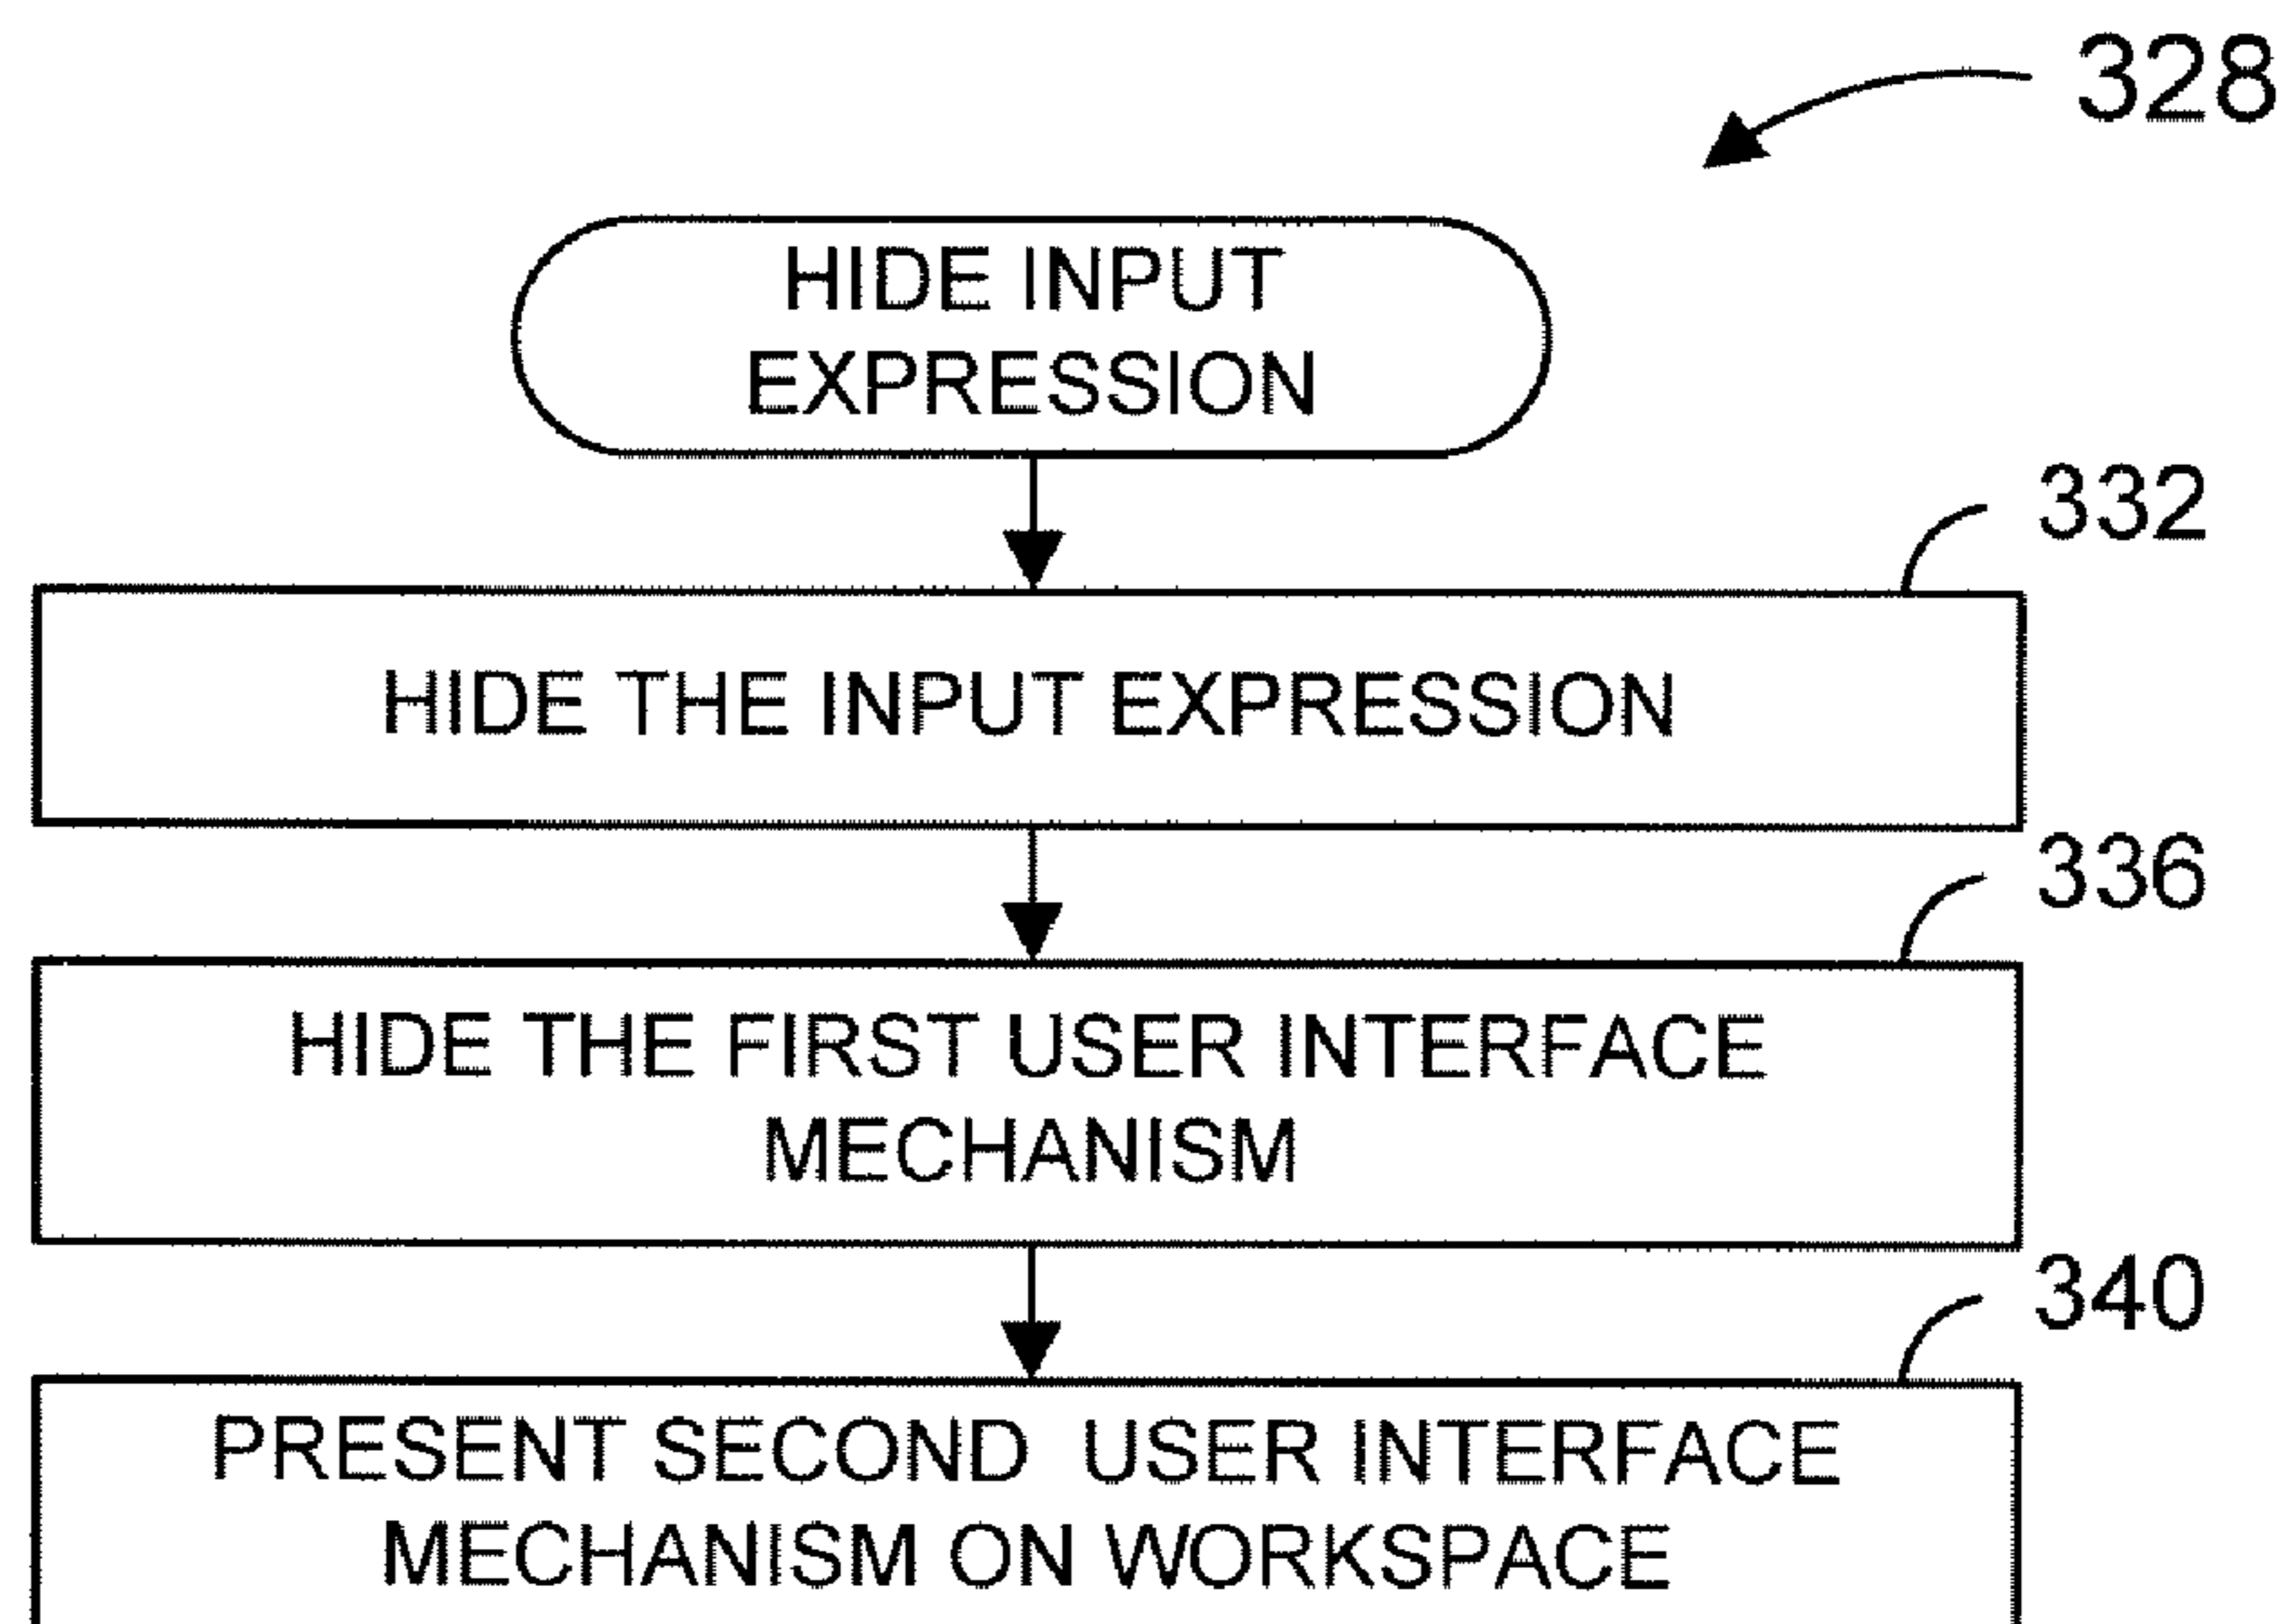 328
HIDE INPUT
EXPRESSION
332
HIDE THE INPUT EXPRESSION
336
HIDE THE FIRST USER INTERFACE
MECHANISM
340
PRESENT SECOND USER INTERFACE
MECHANISM ON WORKSPACE